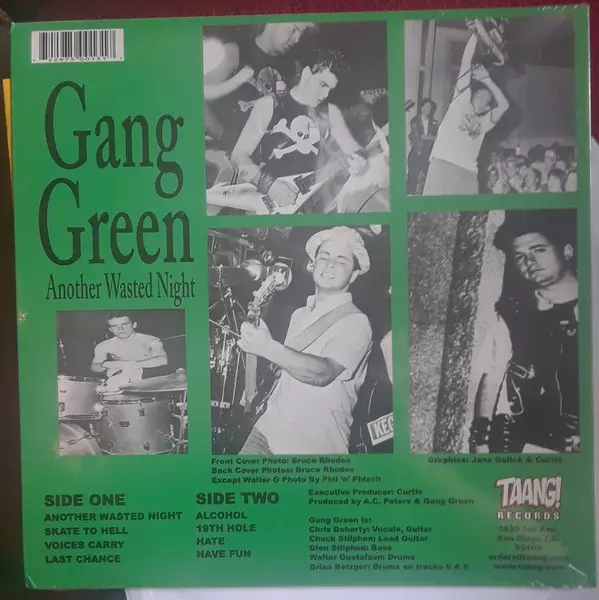 Gang
Green
Another Wasted Night
KEG
Front Cover Photo: Bruce Rhodes
Back Cover Photos: Bruce Rhodes
Except Walter G Photo By Phil 'n' Phlash
Graphics: Jane Gulick & Curtis
SIDE ONE
ANOTHER WASTED NIGHT
SKATE TO HELL
VOICES CARRY
LAST CHANCE
SIDE TWO
ALCOHOL
19TH HOLE
HATE
HAVE FUN
Executive Producer: Curtis
Produced by A.C. Peters & Gang Green
Gang Green is:
Chris Doherty: Vocals, Guitar
Chuck Stilphen: Lead Guitar
Glen Stilphen: Bass
Walter Gustafson Drums
Brian Betzger: Drums on tracks
TAANG!
RECORDS
San Diego, CA